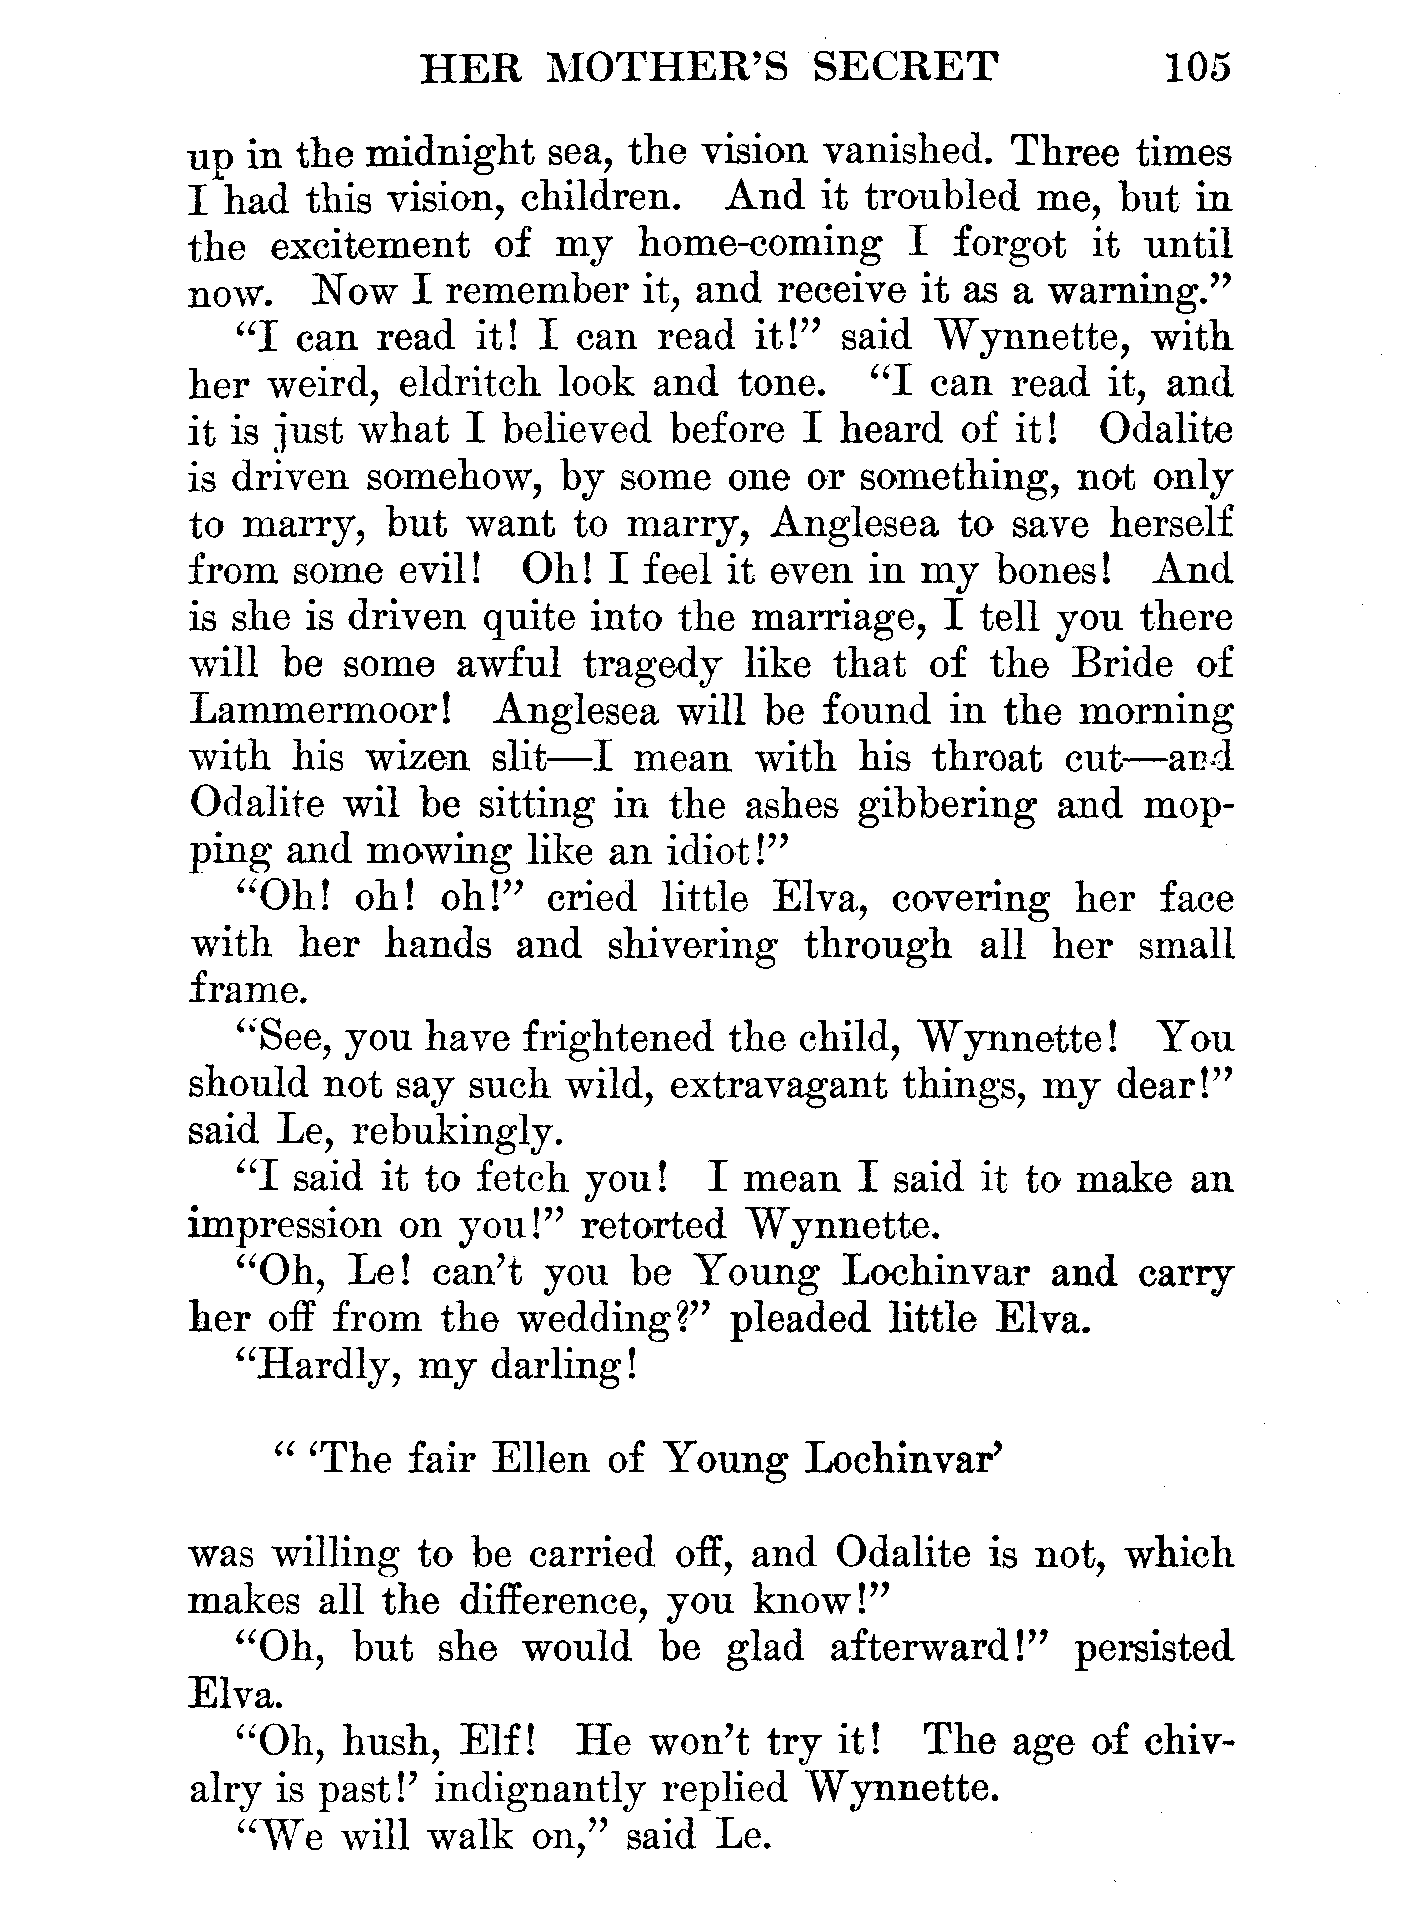 HER MOTHER'S SECRET 105
up in the midnight sea, the vision vanished. Three times
I had this vision, children. And it troubled me, but in
the excitement of my home-coming I forgot it until
now. Now I remember it, and receive it as a warning."
"I can read it! I can read it!" said Wynnette, with
her weird, eldritch look and tone. "I can read it, and
it is just what I believed before I heard of it! Odalite
is driven somehow, by some one or something, not only
to marry, but want to marry, Anglesea to save herself
from some evil! Oh! I feel it even in my bones! And
is she is driven quite into the marriage, I tell you there
will be some awful tragedy like that of the Bride of
Lammermoor! Anglesea will be found in the morning
with his wizen slit—I mean with his throat cut—and
Odalite wil be sitting in the ashes gibbering and mop-
ping and mowing like an idiot!"
"Oh! oh! oh!" cried little Elva, covering her face
with her hands and shivering through all her small
frame.
"See, you have frightened the child, Wynnette! You
should not say such wild, extravagant things, my dear!"
said Le, rebukingly.
"I said it to fetch you! I mean I said it to make an
impression on you!" retorted Wynnette.
"Oh, Le! can't you be Young Lochinvar and carry
her off from the wedding?" pleaded little Elva.
"Hardly, my darling!
" 'The fair Ellen of Young Lochinvar'
was willing to be carried off, and Odalite is not, which
makes all the difference, you know!"
"Oh, but she would be glad afterward!" persisted
Elva.
"Oh, hush, Elf! He won't try it! The age of chiv-
alry is past!' indignantly replied Wynnette.
"We will walk on," said Le.